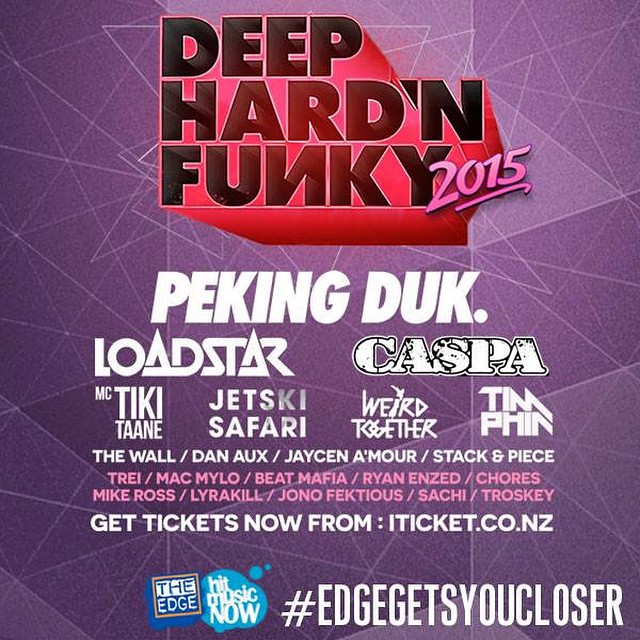 DEEP
HARD'N
FUNKY
2015
PEKING DUK.
LOADSTAR CASPA
MC TIKI TAANE JETSKI SAFARI WEIRD TOGETHER TIM PHIN
THE WALL / DAN AUX / JAYCEN A'MOUR / STACK & PIECE
TREI / MAC MYLO / BEAT MAFIA / RYAN ENZED / CHORES
MIKE ROSS / LYRAKILL / JONO FEKTIOUS / SACHI / TROSKEY
GET TICKETS NOW FROM : ITICKET.CO.NZ
THE EDGE hit music NOW #EDGEGETSYOUCLOSER